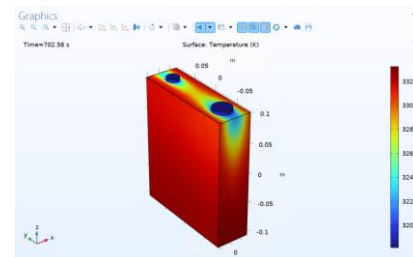 Graphics
Time=702.58 s
Surface: Temperature (K)
m
0.05
0
-0.05
0.1
0.05
0
m
-0.05
-0.1
0
332
330
328
326
324
322
320
z
y
x